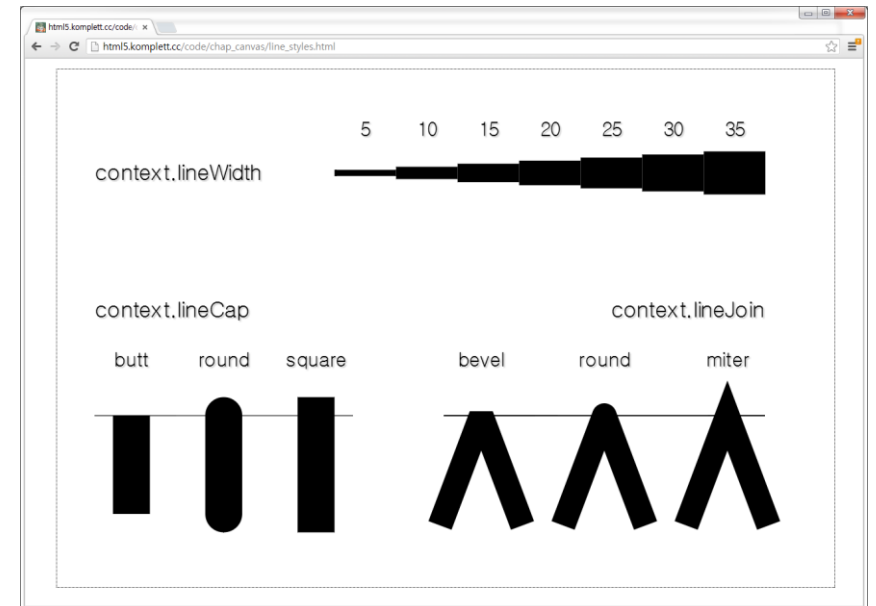 html5.komplett.cc/code/
html5.komplett.cc/code/chap_canvas/line_styles.html
5 10 15 20 25 30 35
context.lineWidth
context.lineCap context.lineJoin
butt round square bevel round miter